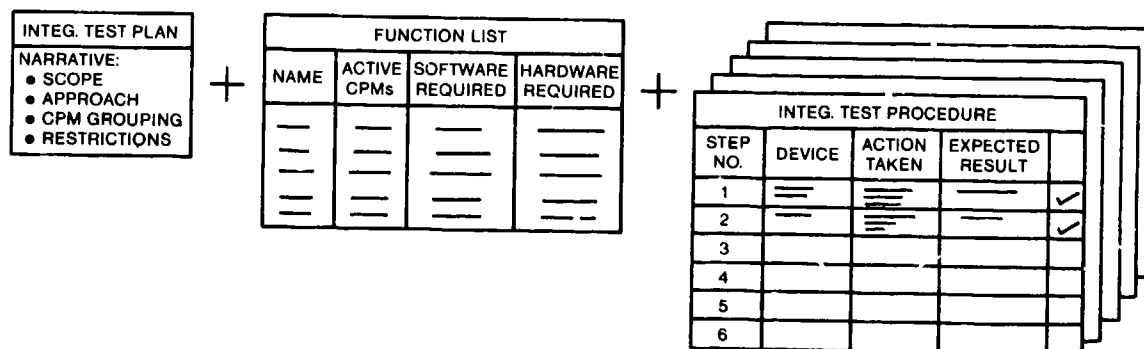 INTEG. TEST PLAN
NARRATIVE:
● SCOPE
● APPROACH
● CPM GROUPING
● RESTRICTIONS
+
FUNCTION LIST
NAME ACTIVE CPMs SOFTWARE REQUIRED HARDWARE REQUIRED
+
INTEG. TEST PROCEDURE
STEP NO. DEVICE ACTION TAKEN EXPECTED RESULT
1 ✓
2 ✓
3
4
5
6